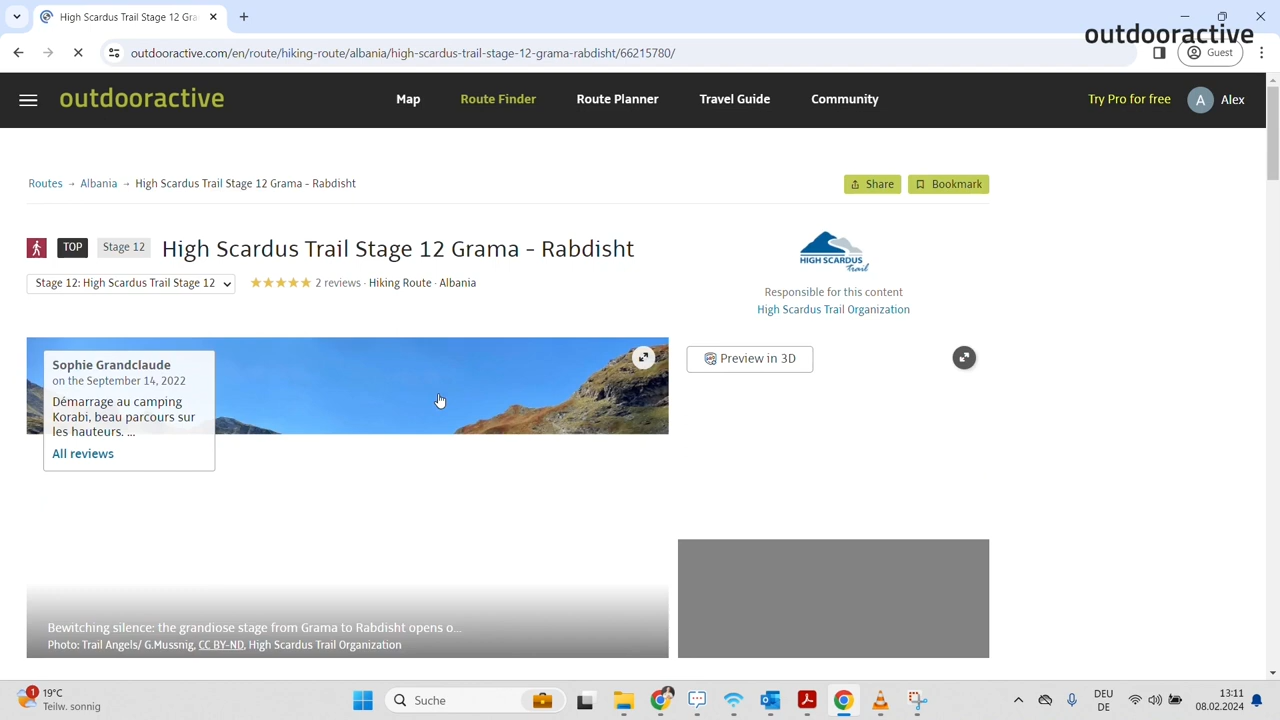 High Scardus Trail Stage 12 Gra
outdooractive
outdooractive.com/en/route/hiking-route/albania/high-scardus-trail-stage-12-grama-rabdisht/66215780/
Guest
outdooractive
Map
Route Finder
Route Planner
Travel Guide
Community
Try Pro for free
A
Alex
Routes → Albania → High Scardus Trail Stage 12 Grama - Rabdisht
Share
Bookmark
TOP
Stage 12
High Scardus Trail Stage 12 Grama - Rabdisht
HIGH SCARDUS
trail
Stage 12: High Scardus Trail Stage 12
2 reviews · Hiking Route · Albania
Responsible for this content
High Scardus Trail Organization
Sophie Grandclaude
on the September 14, 2022
Démarrage au camping
Korabi, beau parcours sur
les hauteurs. ...
All reviews
Preview in 3D
Bewitching silence: the grandiose stage from Grama to Rabdisht opens o...
Photo: Trail Angels/ G.Mussnig, CC BY-ND, High Scardus Trail Organization
1
19°C
Teilw. sonnig
Suche
DEU
DE
13:11
08.02.2024